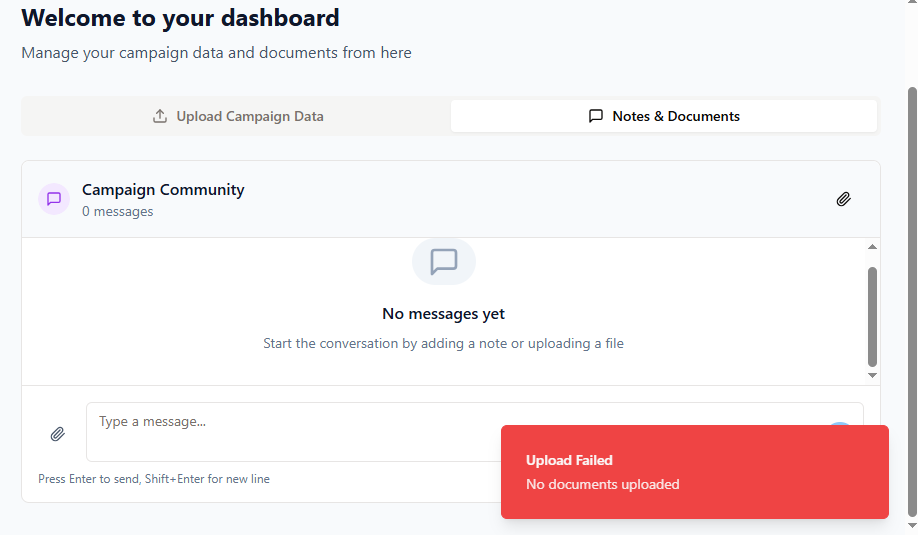 Welcome to your dashboard
Manage your campaign data and documents from here
Upload Campaign Data
Notes & Documents
Campaign Community
0 messages
No messages yet
Start the conversation by adding a note or uploading a file
Type a message...
Press Enter to send, Shift+Enter for new line
Upload Failed
No documents uploaded